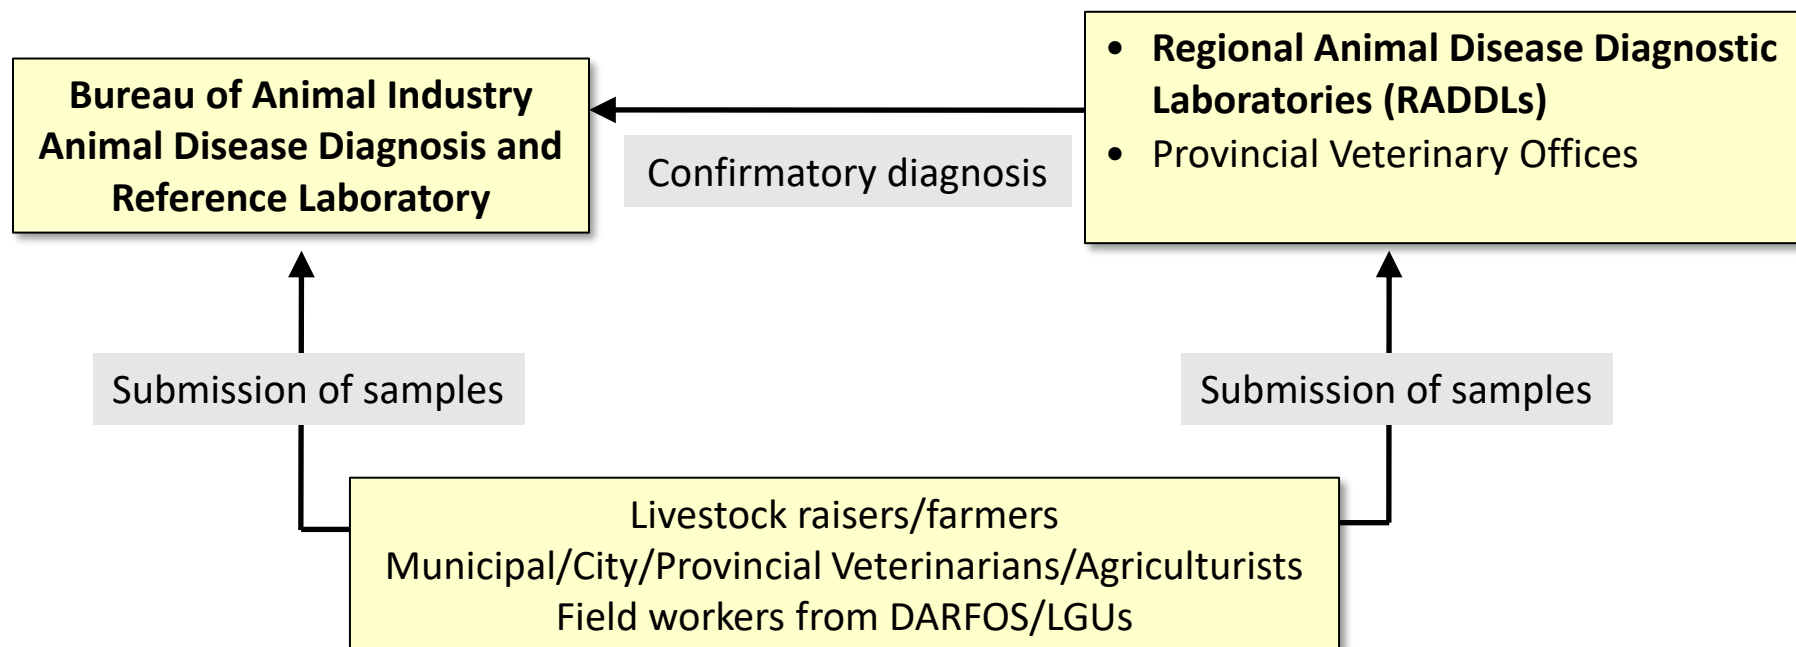 Bureau of Animal Industry
Animal Disease Diagnosis and
Reference Laboratory
Confirmatory diagnosis
• Regional Animal Disease Diagnostic
Laboratories (RADDLs)
• Provincial Veterinary Offices
Submission of samples
Submission of samples
Livestock raisers/farmers
Municipal/City/Provincial Veterinarians/Agriculturists
Field workers from DARFOS/LGUs